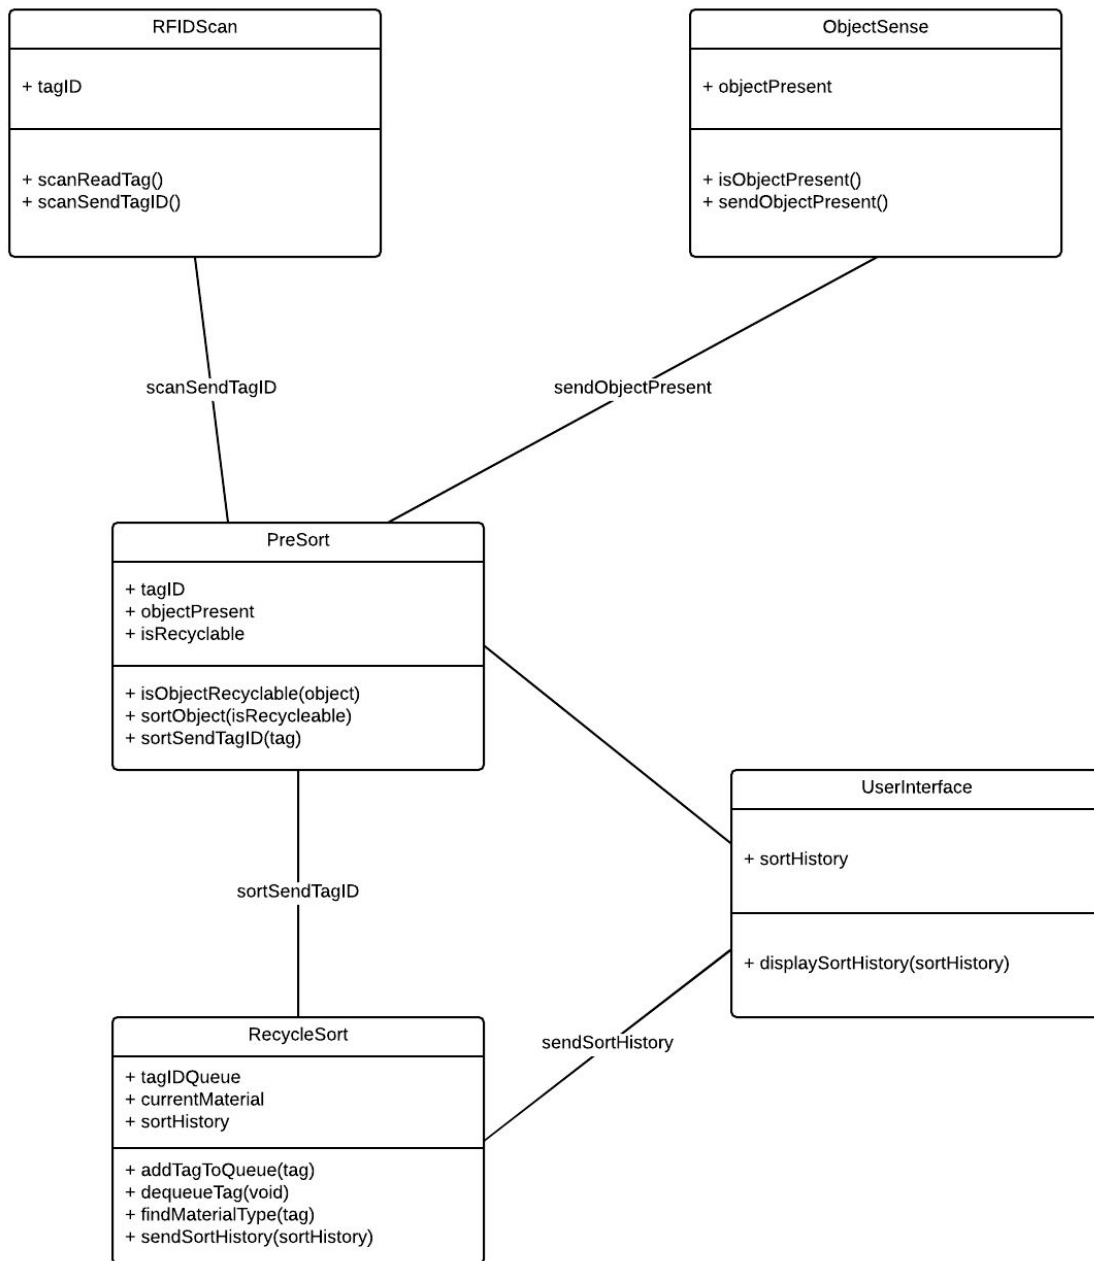 RFIDScan
+ tagID
+ scanReadTag()
+ scanSendTagID()
ObjectSense
+ objectPresent
+ isObjectPresent()
+ sendObjectPresent()
scanSendTagID
sendObjectPresent
PreSort
+ tagID
+ objectPresent
+ isRecyclable
+ isObjectRecyclable(object)
+ sortObject(isRecycleable)
+ sortSendTagID(tag)
UserInterface
+ sortHistory
+ displaySortHistory(sortHistory)
sortSendTagID
sendSortHistory
RecycleSort
+ tagIDQueue
+ currentMaterial
+ sortHistory
+ addTagToQueue(tag)
+ dequeueTag(void)
+ findMaterialType(tag)
+ sendSortHistory(sortHistory)